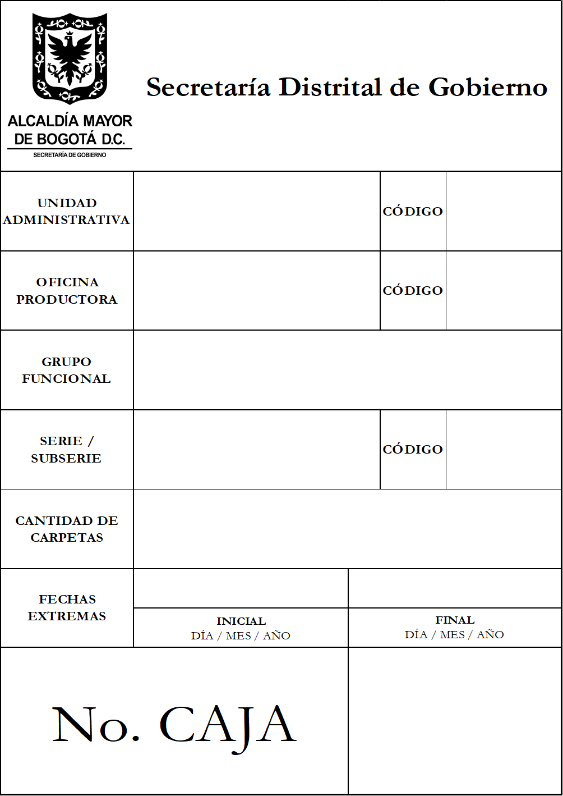 ALCALDÍA MAYOR
DE BOGOTÁ D.C.
SECRETARÍA DE GOBIERNO
Secretaría Distrital de Gobierno
UNIDAD
ADMINISTRATIVA
CÓDIGO
OFICINA
PRODUCTORA
CÓDIGO
GRUPO
FUNCIONAL
SERIE /
SUBSERIE
CÓDIGO
CANTIDAD DE
CARPETAS
FECHAS
EXTREMAS
INICIAL
DÍA / MES / AÑO
FINAL
DÍA / MES / AÑO
No. CAJA